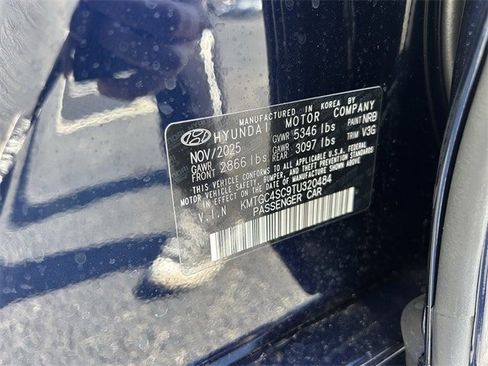 MANUFACTURED IN KOREA BY
HYUNDAI MOTOR COMPANY
NOV/2025 GVWR 5346 lbs PAINT NRB
GAWR FRONT 2866 lbs GAWR REAR 3097 lbs TRIM V3G
THIS VEHICLE CONFORMS TO ALL APPLICABLE U.S.A. FEDERAL
MOTOR VEHICLE SAFETY AND THEFT PREVENTION STANDARDS
IN EFFECT ON THE DATE OF MANUFACTURE SHOWN ABOVE.
V.I.N KMTGC4SC9TU320484
PASSENGER CAR